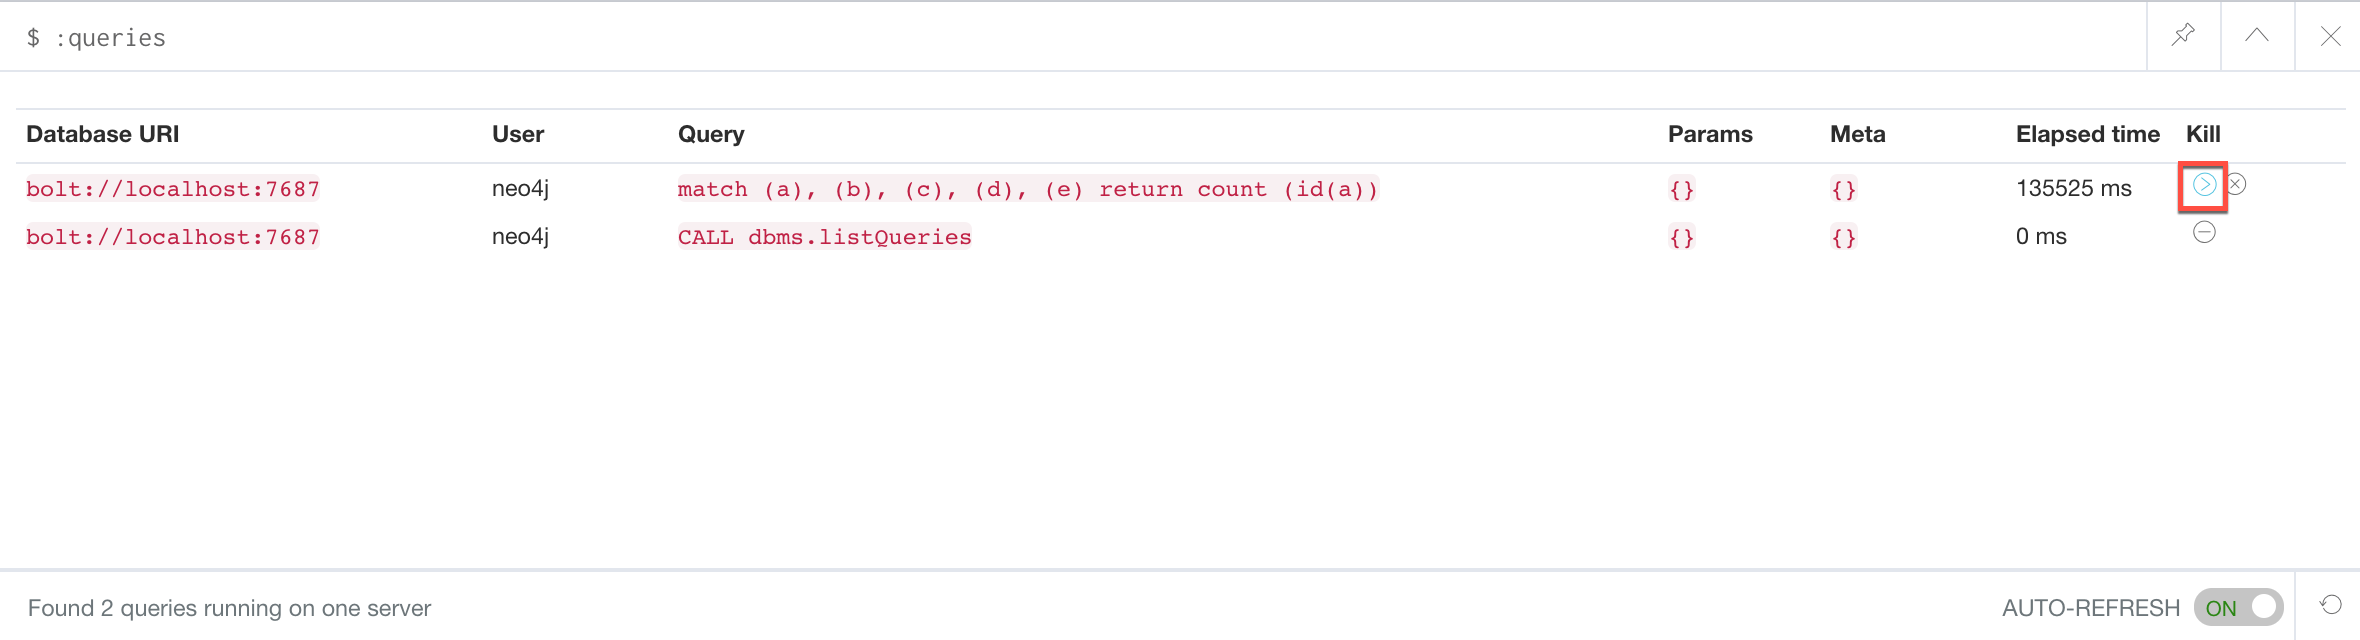 $ :queries
Database URI User Query Params Meta Elapsed time Kill
bolt://localhost:7687 neo4j match (a), (b), (c), (d), (e) return count (id(a)) {} {} 135525 ms
bolt://localhost:7687 neo4j CALL dbms.listQueries {} {} 0 ms
Found 2 queries running on one server AUTO-REFRESH ON